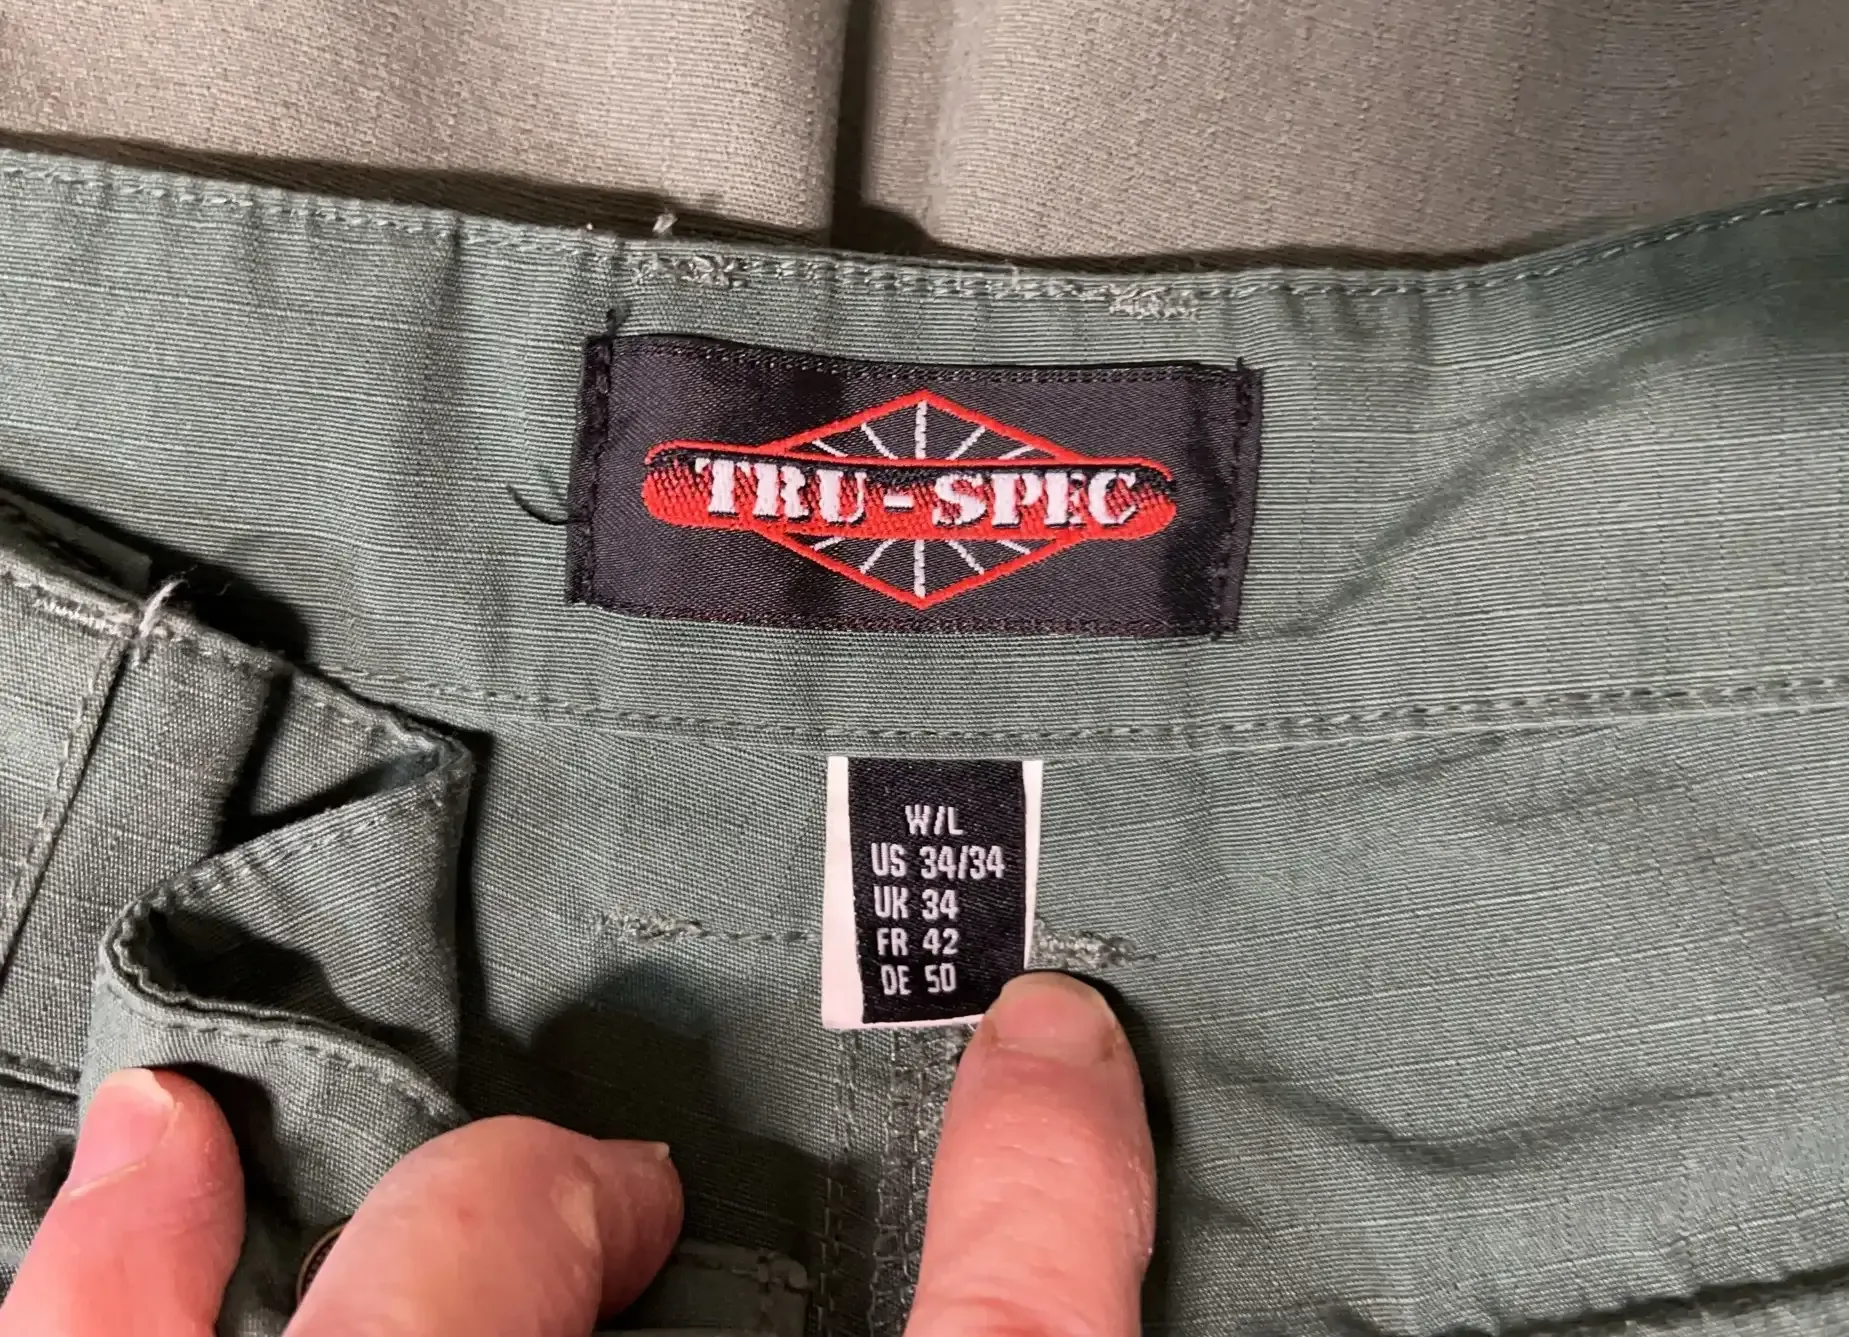 TRU-SPEC
W/L
US 34/34
UK 34
FR 42
DE 50